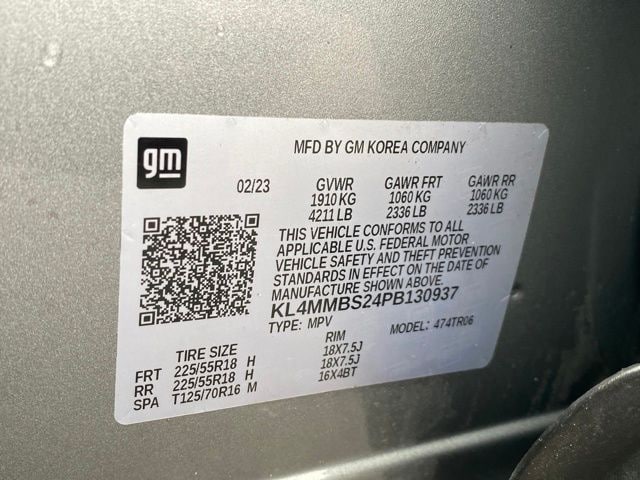 gm
MFD BY GM KOREA COMPANY
02/23 GVWR GAWR FRT GAWR RR
1910 KG 1060 KG 1060 KG
4211 LB 2336 LB 2336 LB
THIS VEHICLE CONFORMS TO ALL
APPLICABLE U.S. FEDERAL MOTOR
VEHICLE SAFETY AND THEFT PREVENTION
STANDARDS IN EFFECT ON THE DATE OF
MANUFACTURE SHOWN ABOVE.
KL4MMBS24PB130937
TYPE: MPV MODEL: 474TR06
TIRE SIZE RIM
FRT 225/55R18 H 18X7.5J
RR 225/55R18 H 18X7.5J
SPA T125/70R16 M 16X4BT